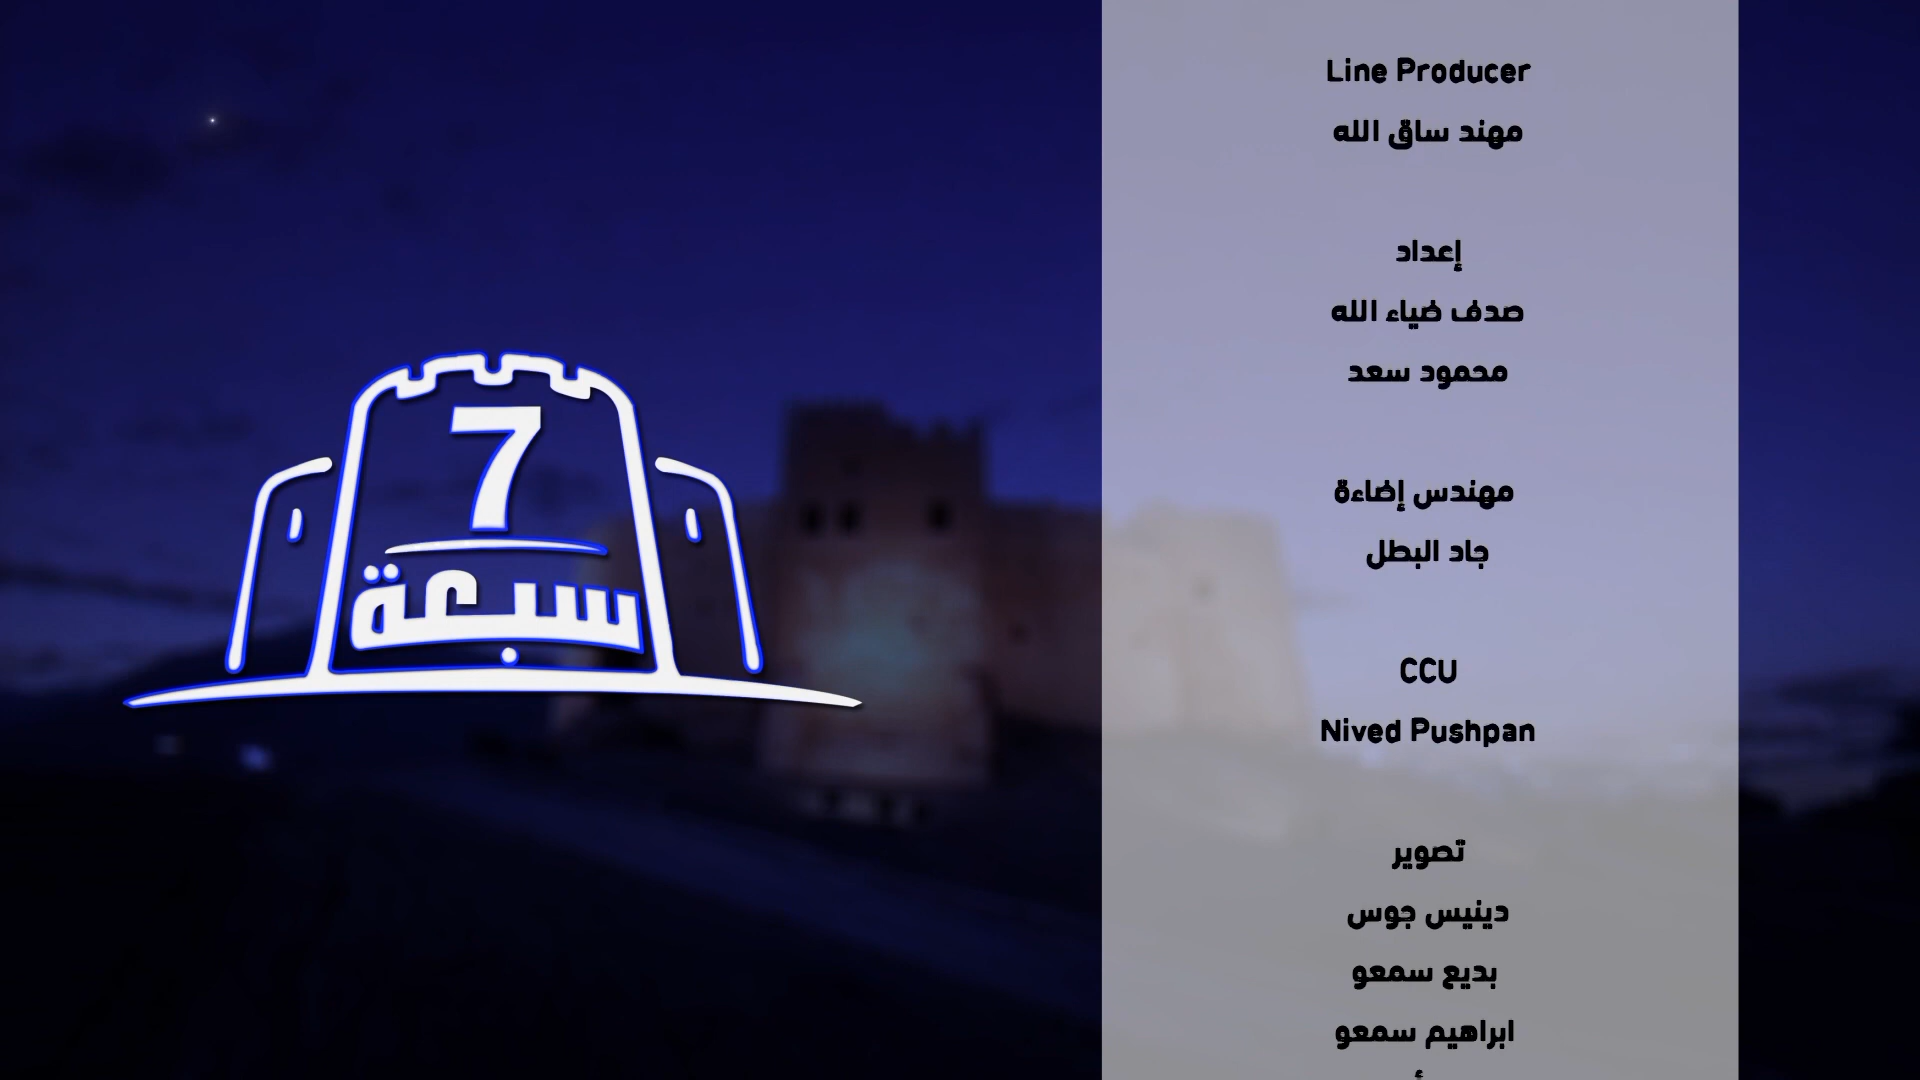 7
سبعة
Line Producer
مهند ساق الله
إعداد
صدف ضياء الله
محمود سعد
مهندس إضاءة
جاد البطل
CCU
Nived Pushpan
تصوير
دينيس جوس
بديع سمعو
ابراهيم سمعو